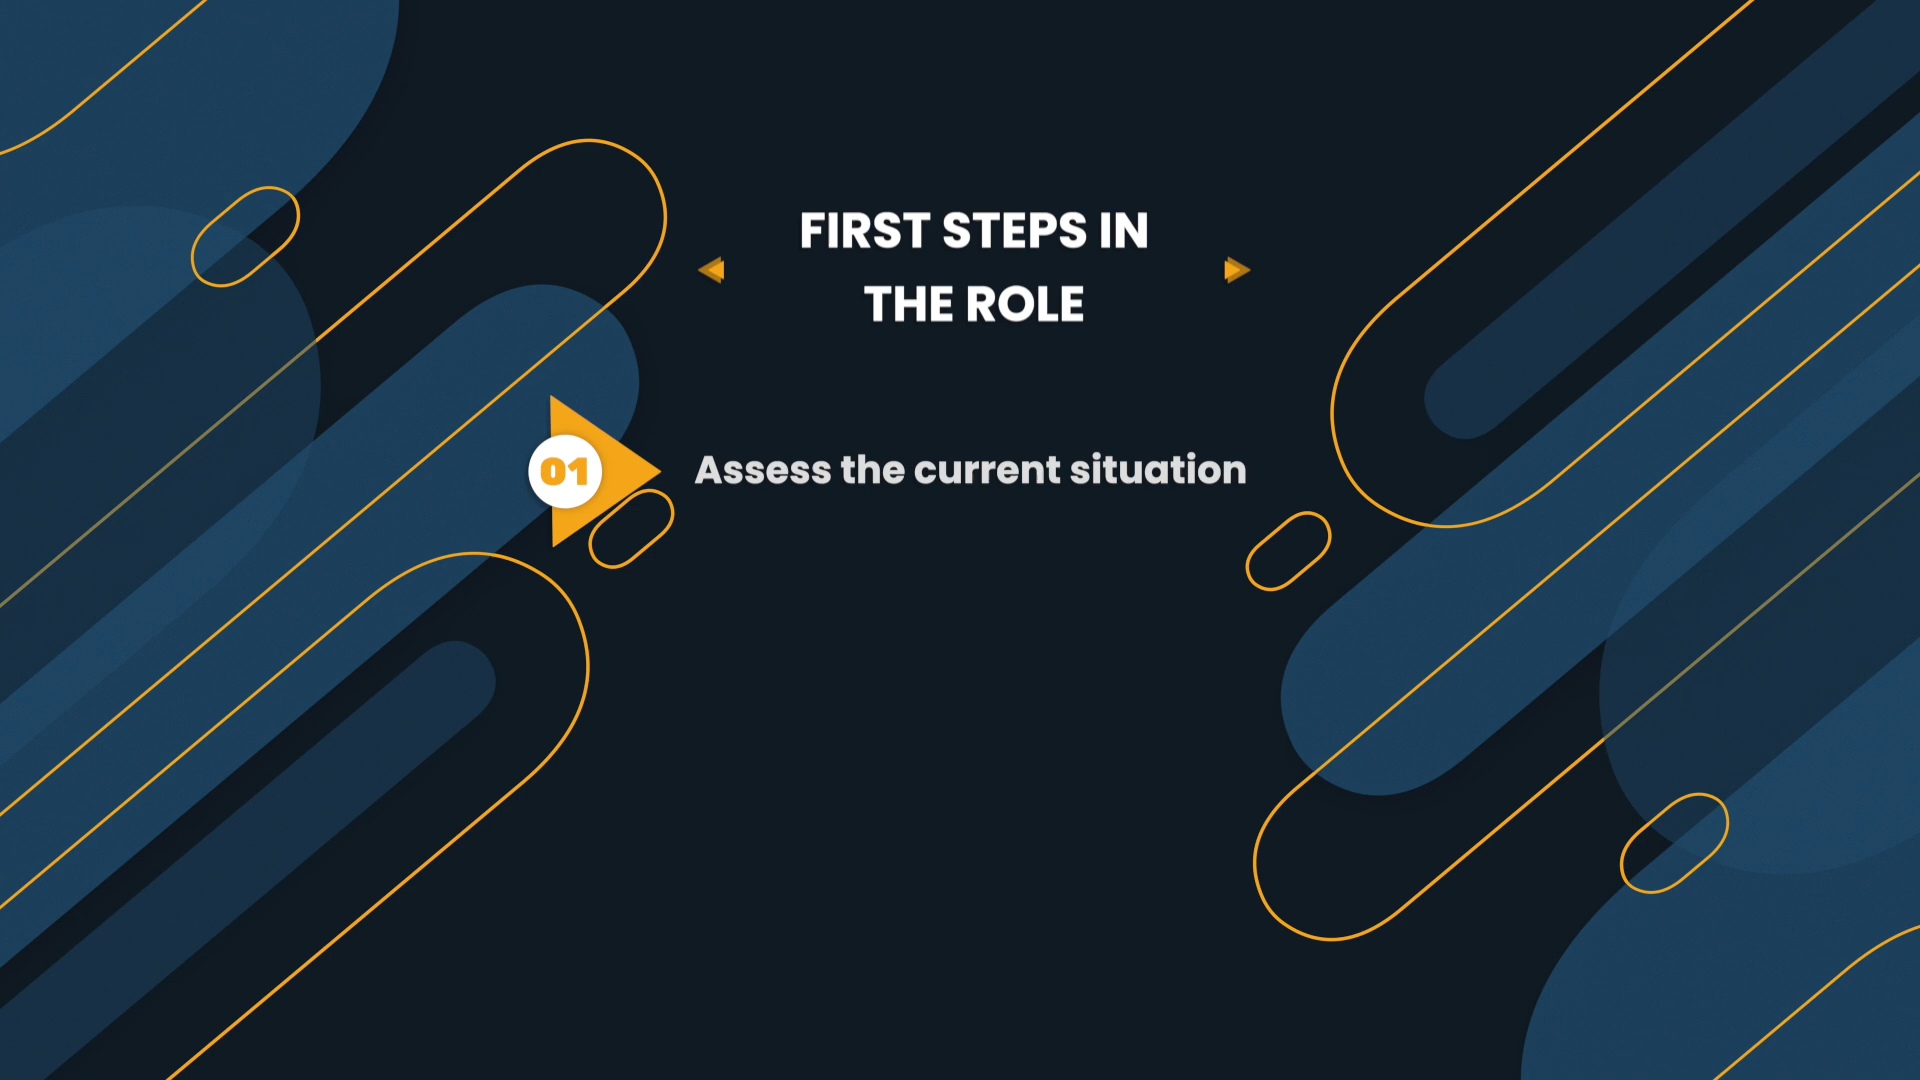 FIRST STEPS IN
THE ROLE
01
Assess the current situation